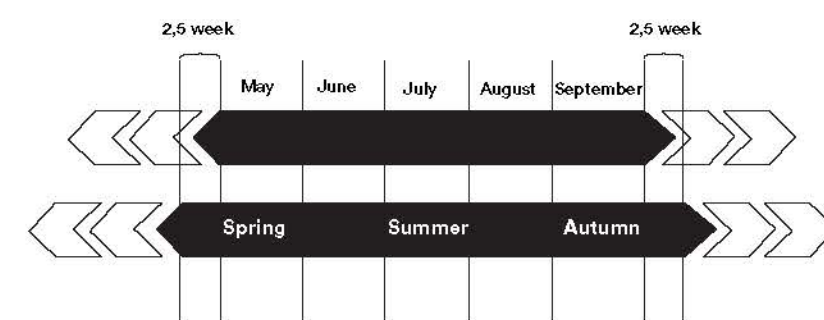 2,5 week 2,5 week
May June July August September
Spring Summer Autumn